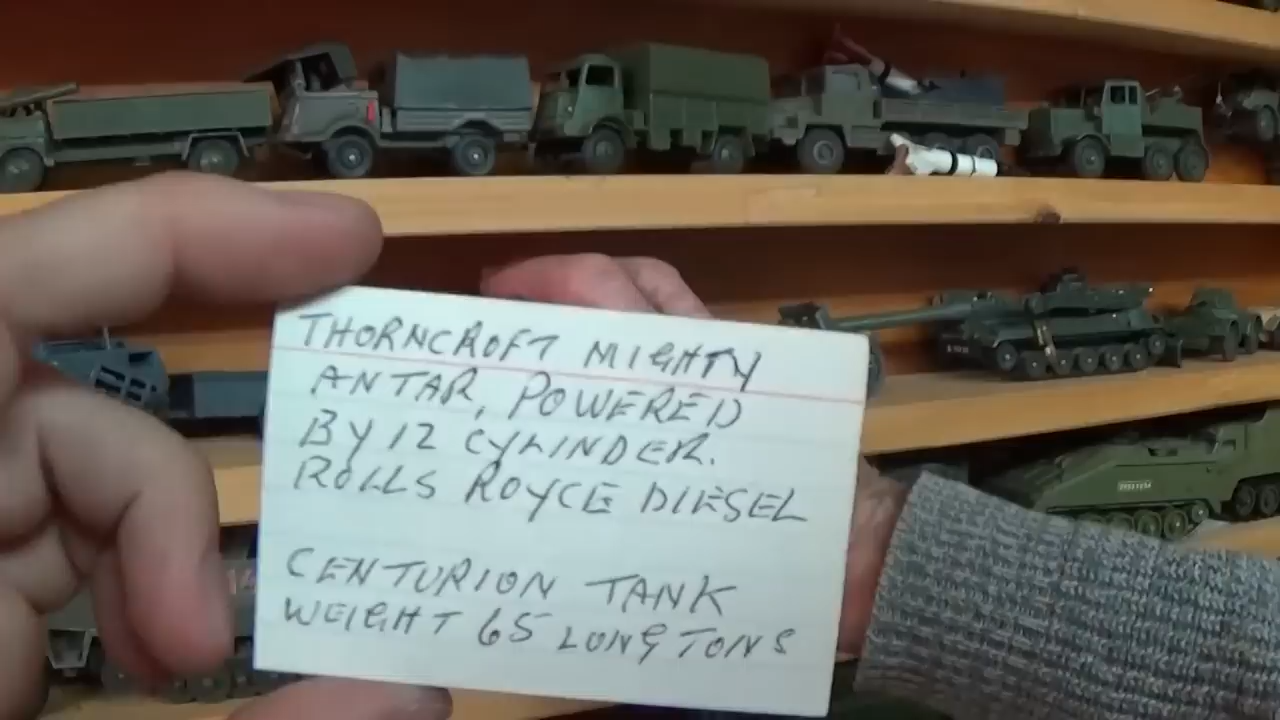 THORNCROFT MIGHTY
ANTAR, POWERED
BY 12 CYLINDER.
ROLLS ROYCE DIESEL
CENTURION TANK
WEIGHT 65 LONG TONS